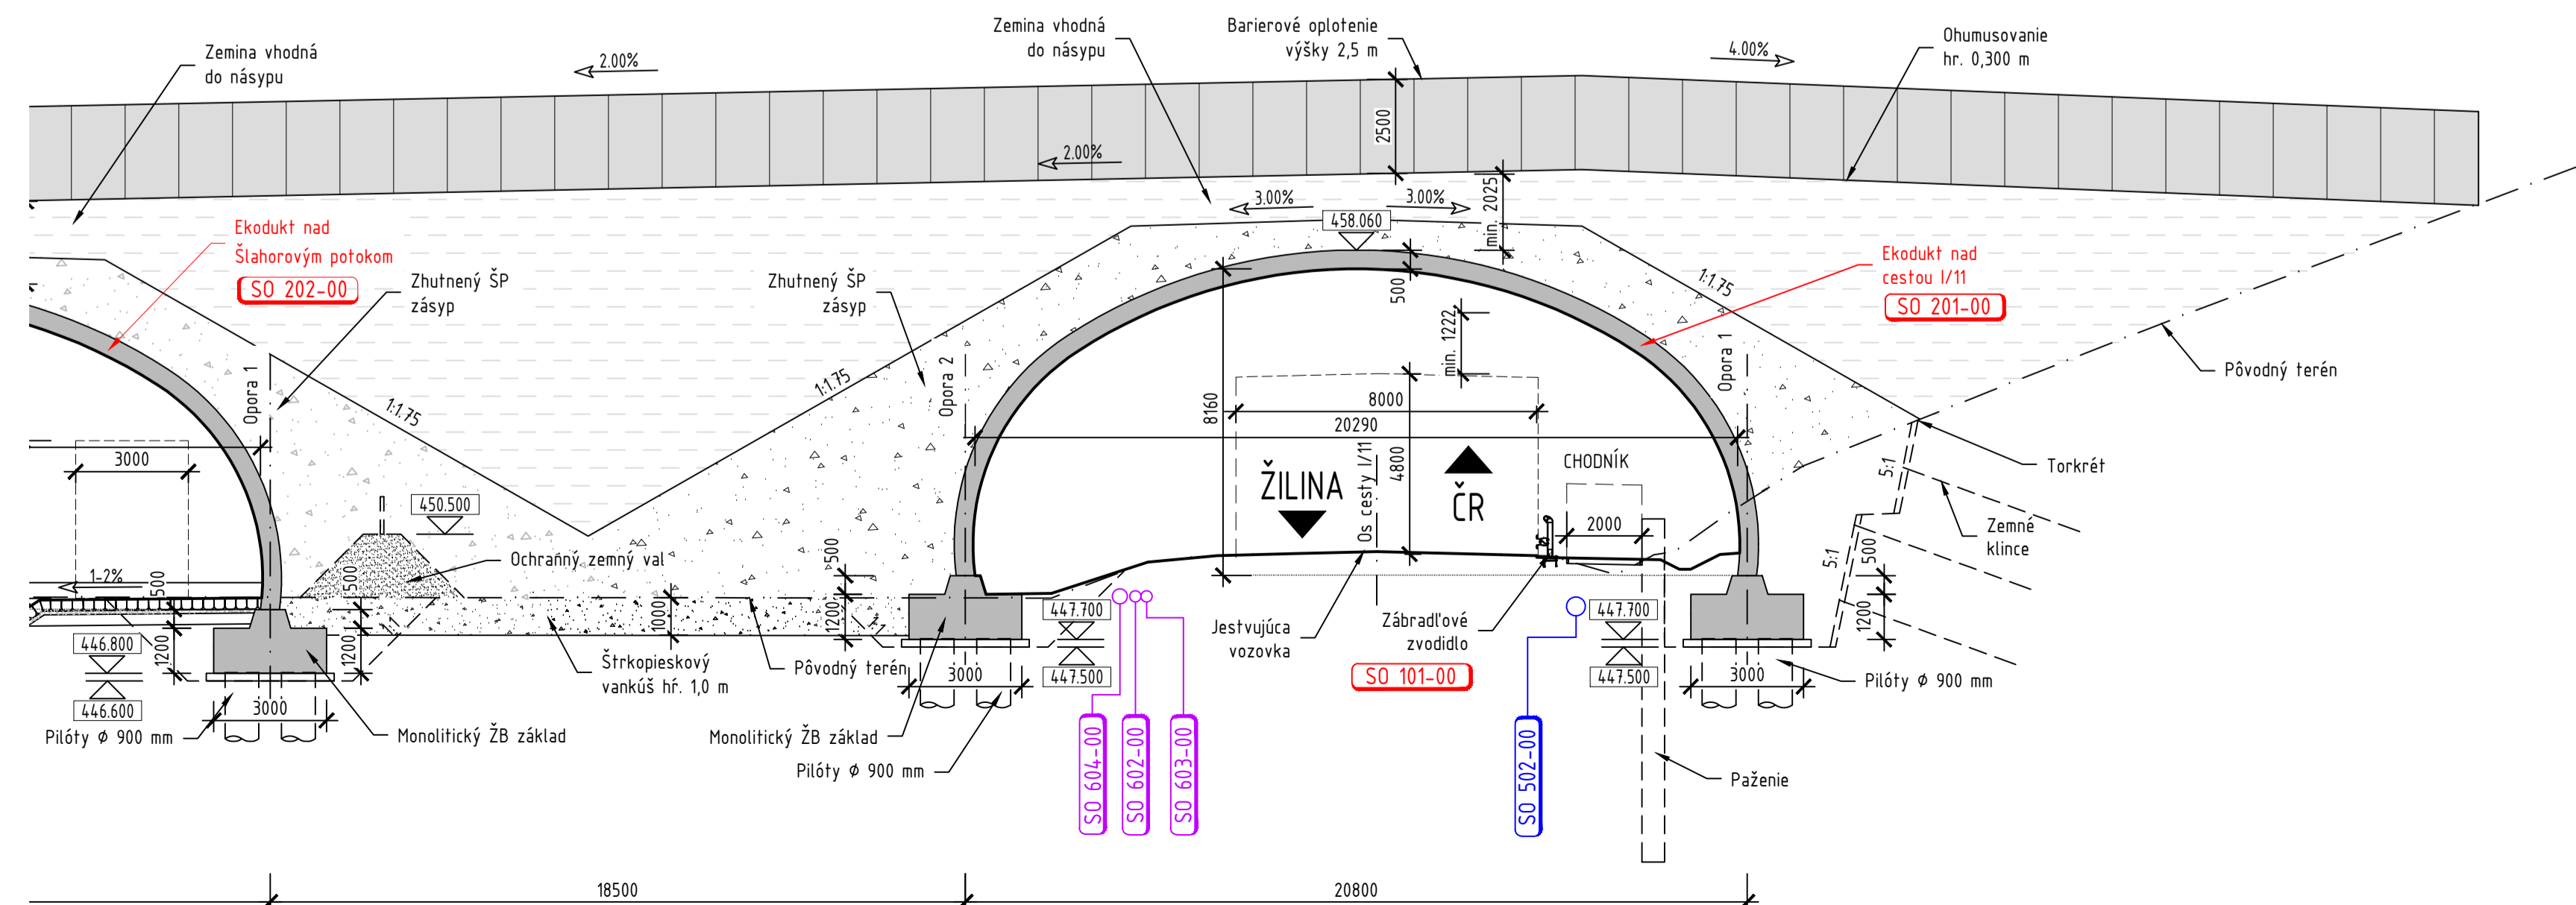 Zemina vhodná
do násypu
2.00%
Zemina vhodná
do násypu
Barierové oplotenie
výšky 2,5 m
4.00%
Ohumusovanie
hr. 0,300 m
2500
2.00%
min. 2025
3.00%
3.00%
458.060
Ekodukt nad
Šlahorovým potokom
SO 202-00
Zhutnený ŠP
zásyp
Zhutnený ŠP
zásyp
Ekodukt nad
cestou I/11
SO 201-00
1:1.75
1:1.75
1:1.75
500
min. 1222
Opora 1
Opora 2
Opora 1
Pôvodný terén
8160
8000
20290
4800
Os cesty I/11
ŽILINA
ČR
CHODNÍK
2000
3000
450.500
Ochranný zemný val
Torkrét
5:1
5:1
Zemné
klince
1-2%
500
1500
500
500
1000
1200
1200
1200
1200
1:1
446.800
446.600
447.700
447.500
447.700
447.500
Štrkopieskový
vankúš hŕ. 1,0 m
Pôvodný terén
Jestvujúca
vozovka
Zábradľové
zvodidlo
SO 101-00
3000
3000
3000
Pilóty Ø 900 mm
Pilóty Ø 900 mm
Monolitický ŽB základ
Monolitický ŽB základ
Pilóty Ø 900 mm
SO 604-00
SO 602-00
SO 603-00
SO 502-00
Paženie
18500
20800